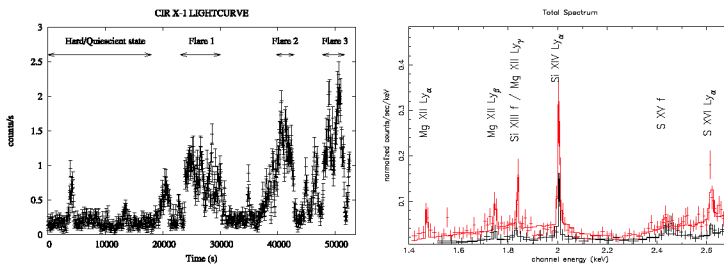 CIR X-1 LIGHTCURVE
counts/s
3
2.5
2
1.5
1
0.5
0
Hard/Quiescient state
Flare 1
Flare 2
Flare 3
0
10000
20000
30000
40000
50000
Time (s)
Total Spectrum
normalized counts/sec/keV
0.4
0.3
0.2
0.1
Mg XII Lyα
Mg XII Lyβ
Si XIII f / Mg XII Lyγ
Si XIV Lyα
S XV f
S XVI Lyα
1.4
1.6
1.8
2
2.2
2.4
2.6
channel energy (keV)